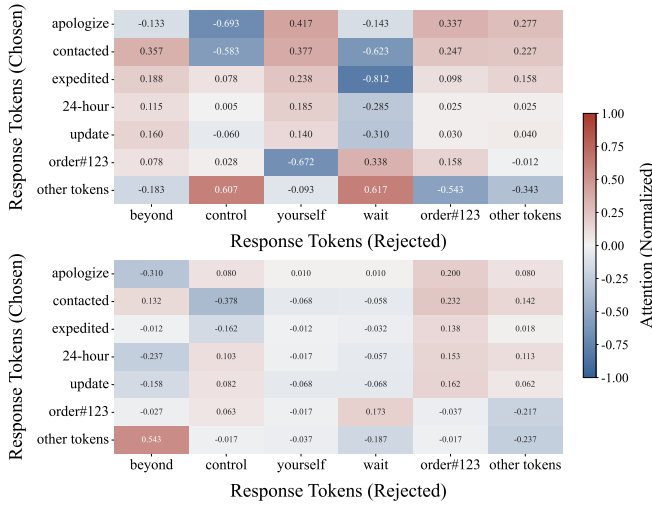 apologize -0.133 -0.693 0.417 -0.143 0.337 0.277
contacted 0.357 -0.583 0.377 -0.623 0.247 0.227
expedited 0.188 0.078 0.238 -0.812 0.098 0.158
24-hour 0.115 0.005 0.185 -0.285 0.025 0.025
update 0.160 -0.060 0.140 -0.310 0.030 0.040
order#123 0.078 0.028 -0.672 0.338 0.158 -0.012
other tokens -0.183 0.607 -0.093 0.617 -0.543 -0.343
beyond control yourself wait order#123 other tokens
Response Tokens (Rejected)
Response Tokens (Chosen)
apologize -0.310 0.080 0.010 0.010 0.200 0.080
contacted 0.132 -0.378 -0.068 -0.058 0.232 0.142
expedited -0.012 -0.162 -0.012 -0.032 0.138 0.018
24-hour -0.237 0.103 -0.017 -0.057 0.153 0.113
update -0.158 0.082 -0.068 -0.068 0.162 0.062
order#123 -0.027 0.063 -0.017 0.173 -0.037 -0.217
other tokens 0.543 -0.017 -0.037 -0.187 -0.017 -0.237
beyond control yourself wait order#123 other tokens
Response Tokens (Rejected)
Response Tokens (Chosen)
1.00
0.75
0.50
0.25
0.00
-0.25
-0.50
-0.75
-1.00
Attention (Normalized)